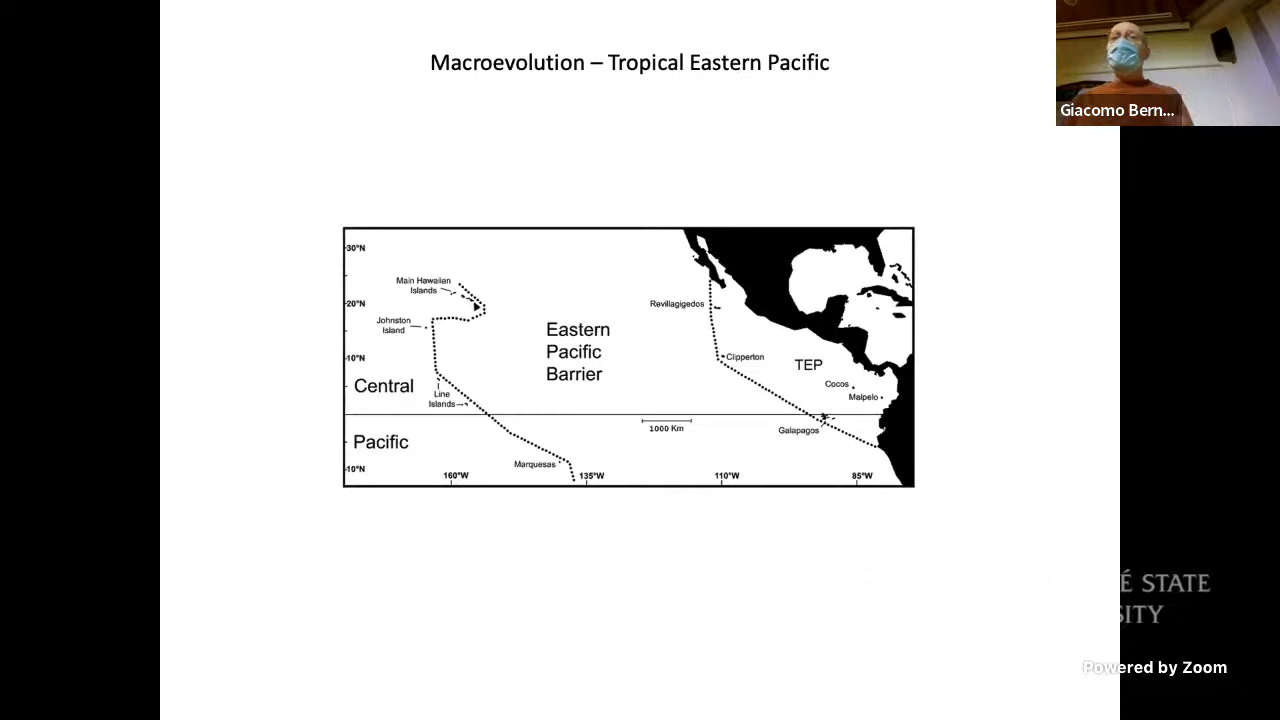 Macroevolution – Tropical Eastern Pacific
Giacomo Bern...
30°N
Main Hawaiian
Islands
20°N
Revillagigedos
Johnston
Island
Eastern
Pacific
Barrier
10°N
Clipperton
TEP
Central
Cocos
Line
Islands
Malpelo
1000 Km
Galapagos
Pacific
Marquesas
10°N
160°W
135°W
110°W
85°W
É STATE
SITY
Powered by Zoom